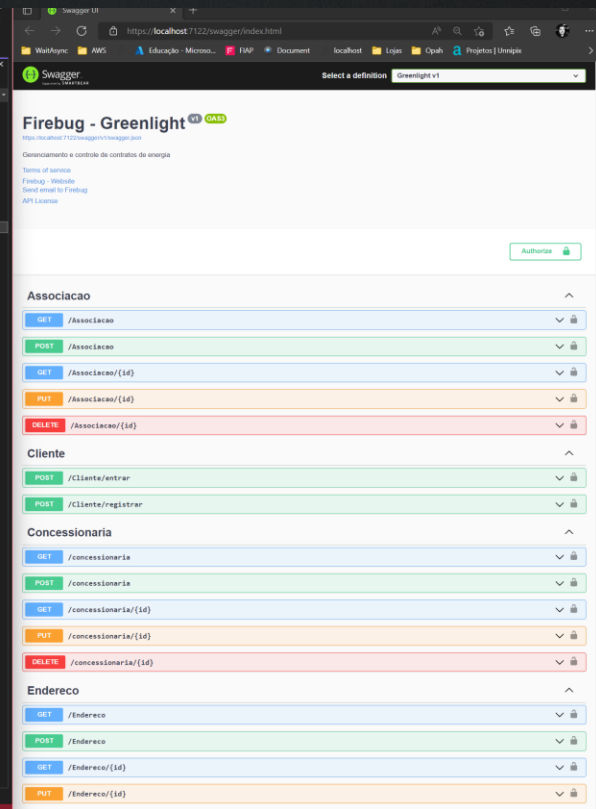 Swagger UI
https://localhost:7122/swagger/index.html
WaitAsync AWS Educação - Microso... FIAP Document localhost Lojas Opah Projetos | Unnipix
Swagger
Supported by SMARTBEAR
Select a definition Greenlight v1
Firebug - Greenlight v1 OAS3
https://localhost:7122/swagger/v1/swagger.json
Gerenciamento e controle de contratos de energia
Terms of service
Firebug - Website
Send email to Firebug
API License
Authorize
Associacao
GET /Associacao
POST /Associacao
GET /Associacao/{id}
PUT /Associacao/{id}
DELETE /Associacao/{id}
Cliente
POST /Cliente/entrar
POST /Cliente/registrar
Concessionaria
GET /concessionaria
POST /concessionaria
GET /concessionaria/{id}
PUT /concessionaria/{id}
DELETE /concessionaria/{id}
Endereco
GET /Endereco
POST /Endereco
GET /Endereco/{id}
PUT /Endereco/{id}